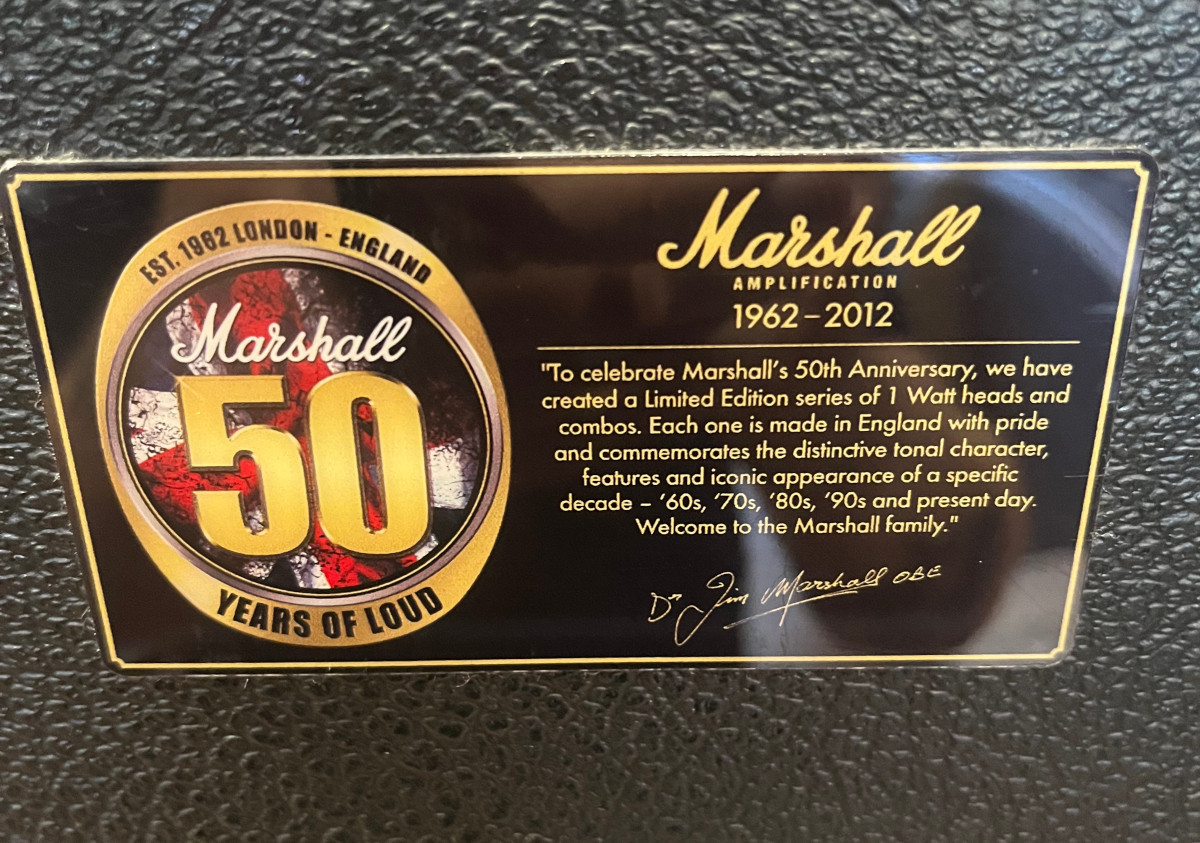 EST. 1962 LONDON - ENGLAND
Marshall
50
YEARS OF LOUD
Marshall
AMPLIFICATION
1962-2012
"To celebrate Marshall's 50th Anniversary, we have
created a Limited Edition series of 1 Watt heads and
combos. Each one is made in England with pride
and commemorates the distinctive tonal character,
features and iconic appearance of a specific
decade – '60s, '70s, '80s, '90s and present day.
Welcome to the Marshall family."
Dr Jim Marshall OBE